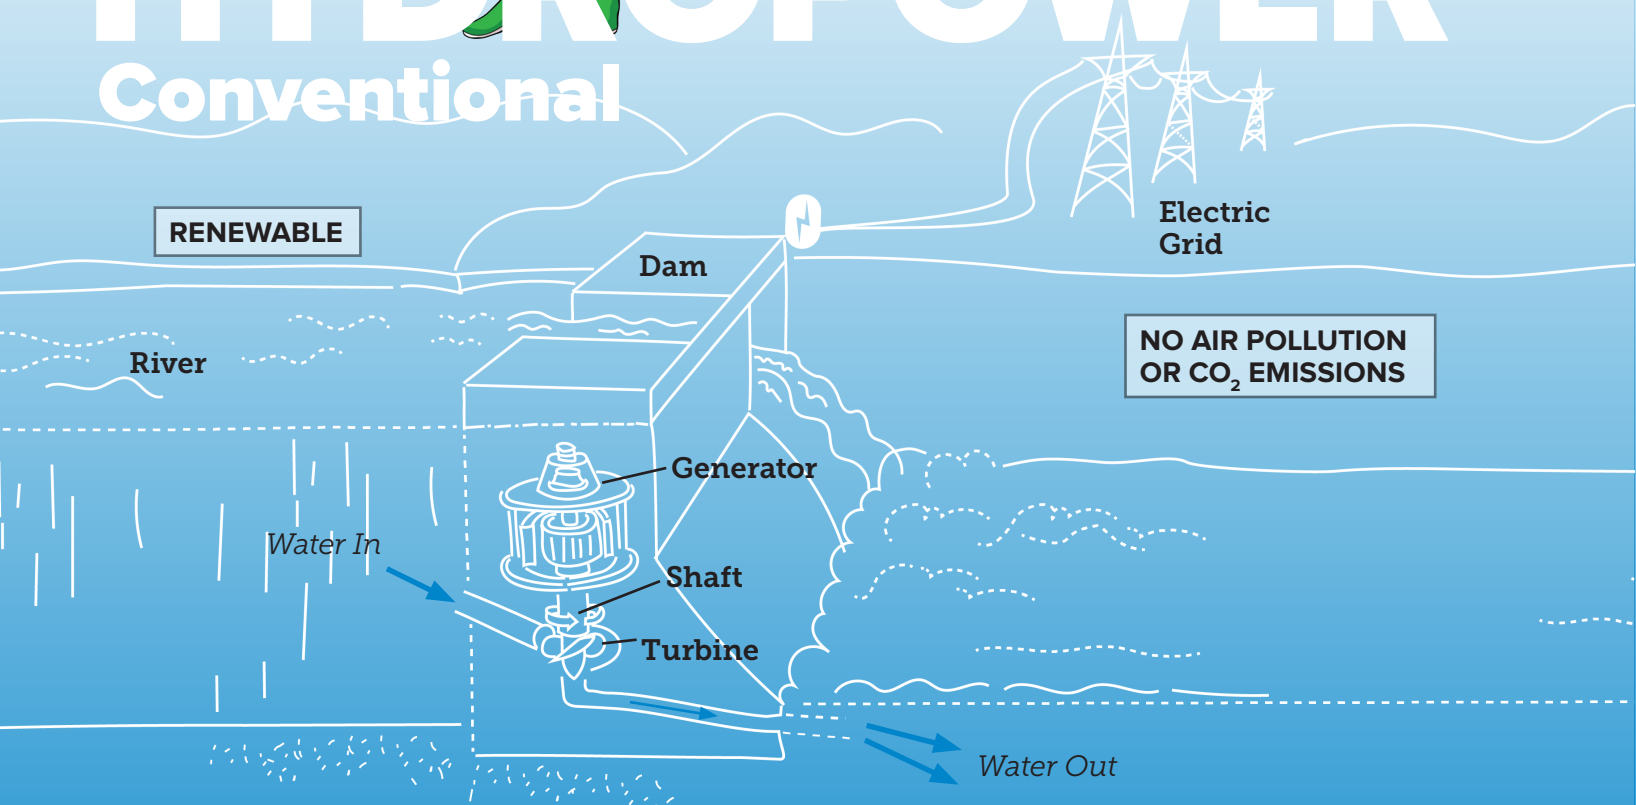 HYDROPOWER
Conventional
RENEWABLE
Electric
Grid
Dam
NO AIR POLLUTION
OR CO₂ EMISSIONS
River
Generator
Water In
Shaft
Turbine
Water Out